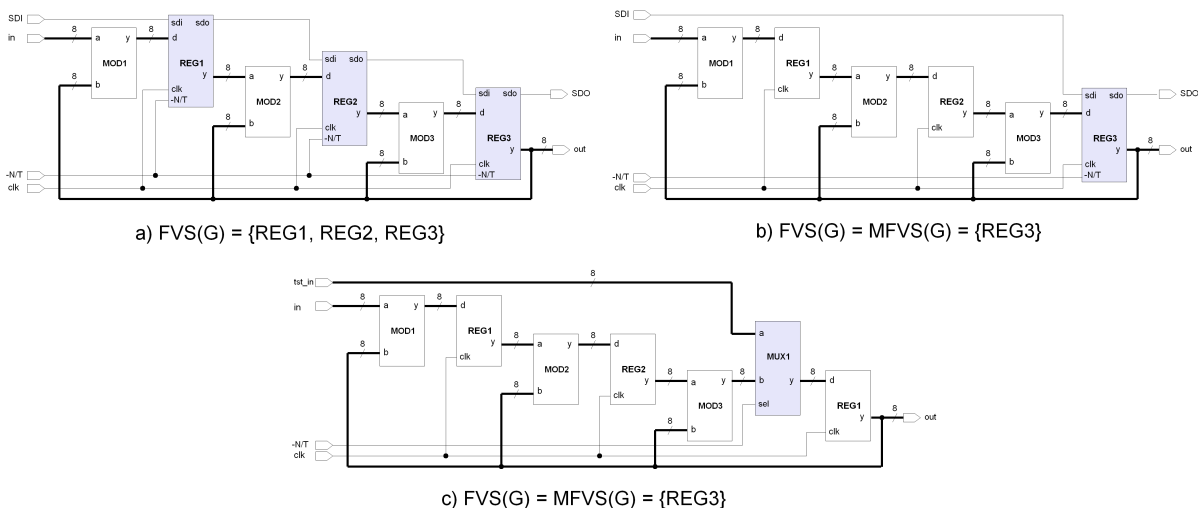 SDI
in
8
a
y
b
MOD1
8
8
sdi
sdo
d
REG1
y
clk
-N/T
8
a
y
MOD2
b
8
8
sdi
sdo
d
REG2
y
clk
-N/T
8
a
y
MOD3
b
8
8
sdi
sdo
d
REG3
y
clk
-N/T
SDO
8
out
-N/T
clk
a) FVS(G) = {REG1, REG2, REG3}
SDI
in
8
a
y
MOD1
b
8
8
d
REG1
y
clk
8
a
y
MOD2
b
8
8
d
REG2
y
clk
8
a
y
MOD3
b
8
8
sdi
sdo
d
REG3
y
clk
-N/T
SDO
8
out
-N/T
clk
b) FVS(G) = MFVS(G) = {REG3}
tst_in
8
in
8
a
y
MOD1
b
8
8
d
REG1
y
clk
8
a
y
MOD2
b
8
8
d
REG2
y
clk
8
a
y
MOD3
b
8
8
a
MUX1
b
y
sel
8
d
REG1
y
clk
8
out
-N/T
clk
c) FVS(G) = MFVS(G) = {REG3}